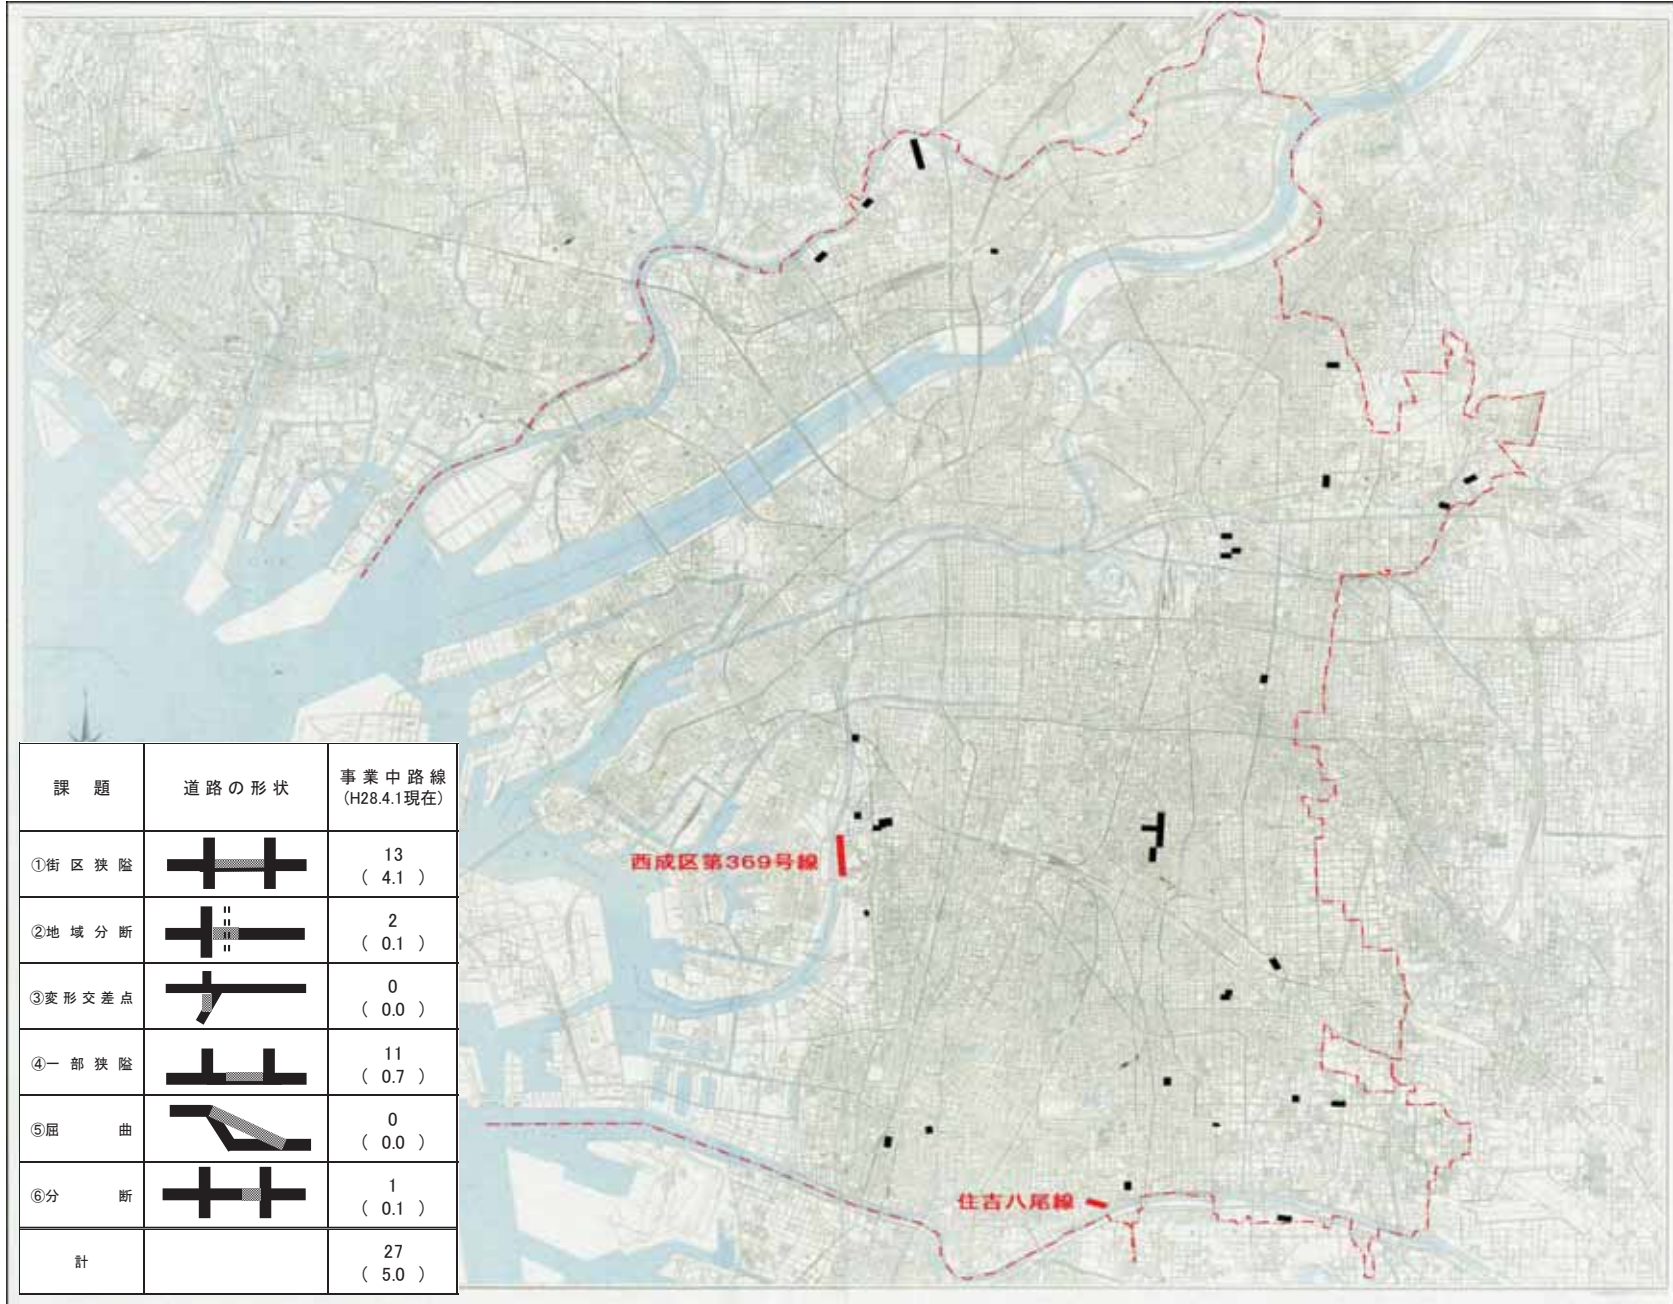 西成区第369号線
住吉八尾線
課題 道路の形状 事業中路線
(H28.4.1現在)
①街区狭隘 13
( 4.1 )
②地域分断 2
( 0.1 )
③変形交差点 0
( 0.0 )
④一部狭隘 11
( 0.7 )
⑤屈曲 0
( 0.0 )
⑥分断 1
( 0.1 )
計 27
( 5.0 )